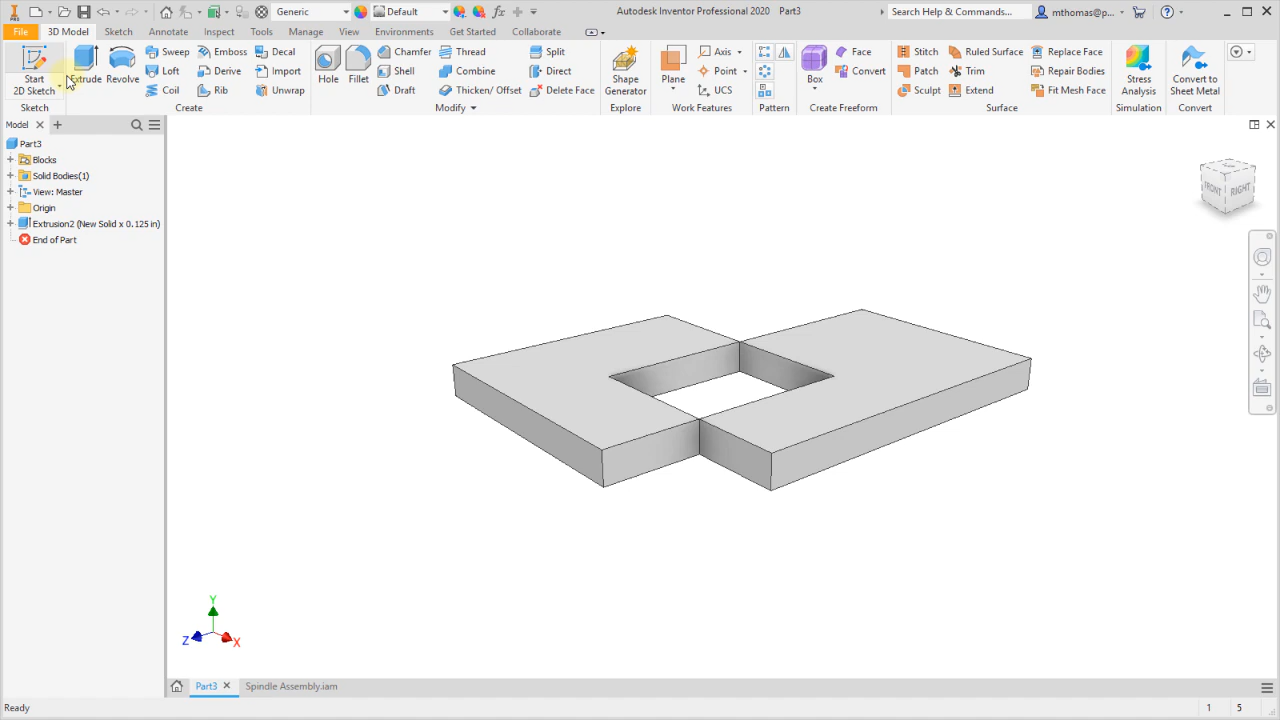 Generic
Default
Autodesk Inventor Professional 2020 Pa
Search Help & Commands...
mthomas@p...
File
3D Model
Sketch
Annotate
Inspect
Tools
Manage
View
Environments
Get Started
Collaborate
Start
2D Sketch
Extrude
Revolve
Sweep
Loft
Coil
Emboss
Derive
Rib
Decal
Import
Unwrap
Hole
Fillet
Chamfer
Shell
Draft
Thread
Combine
Thicken/ Offset
Split
Direct
Delete Face
Shape
Generator
Plane
Axis
Point
UCS
Box
Face
Convert
Stitch
Patch
Sculpt
Ruled Surface
Trim
Extend
Replace Face
Repair Bodies
Fit Mesh Face
Stress
Analysis
Convert to
Sheet Metal
Sketch
Create
Modify
Explore
Work Features
Pattern
Create Freeform
Surface
Simulation
Convert
Model
Part3
Blocks
Solid Bodies(1)
View: Master
Origin
Extrusion2 (New Solid x 0.125 in)
End of Part
FRONT
RIGHT
Y
Z
X
Part3
Spindle Assembly.iam
Ready
1
5